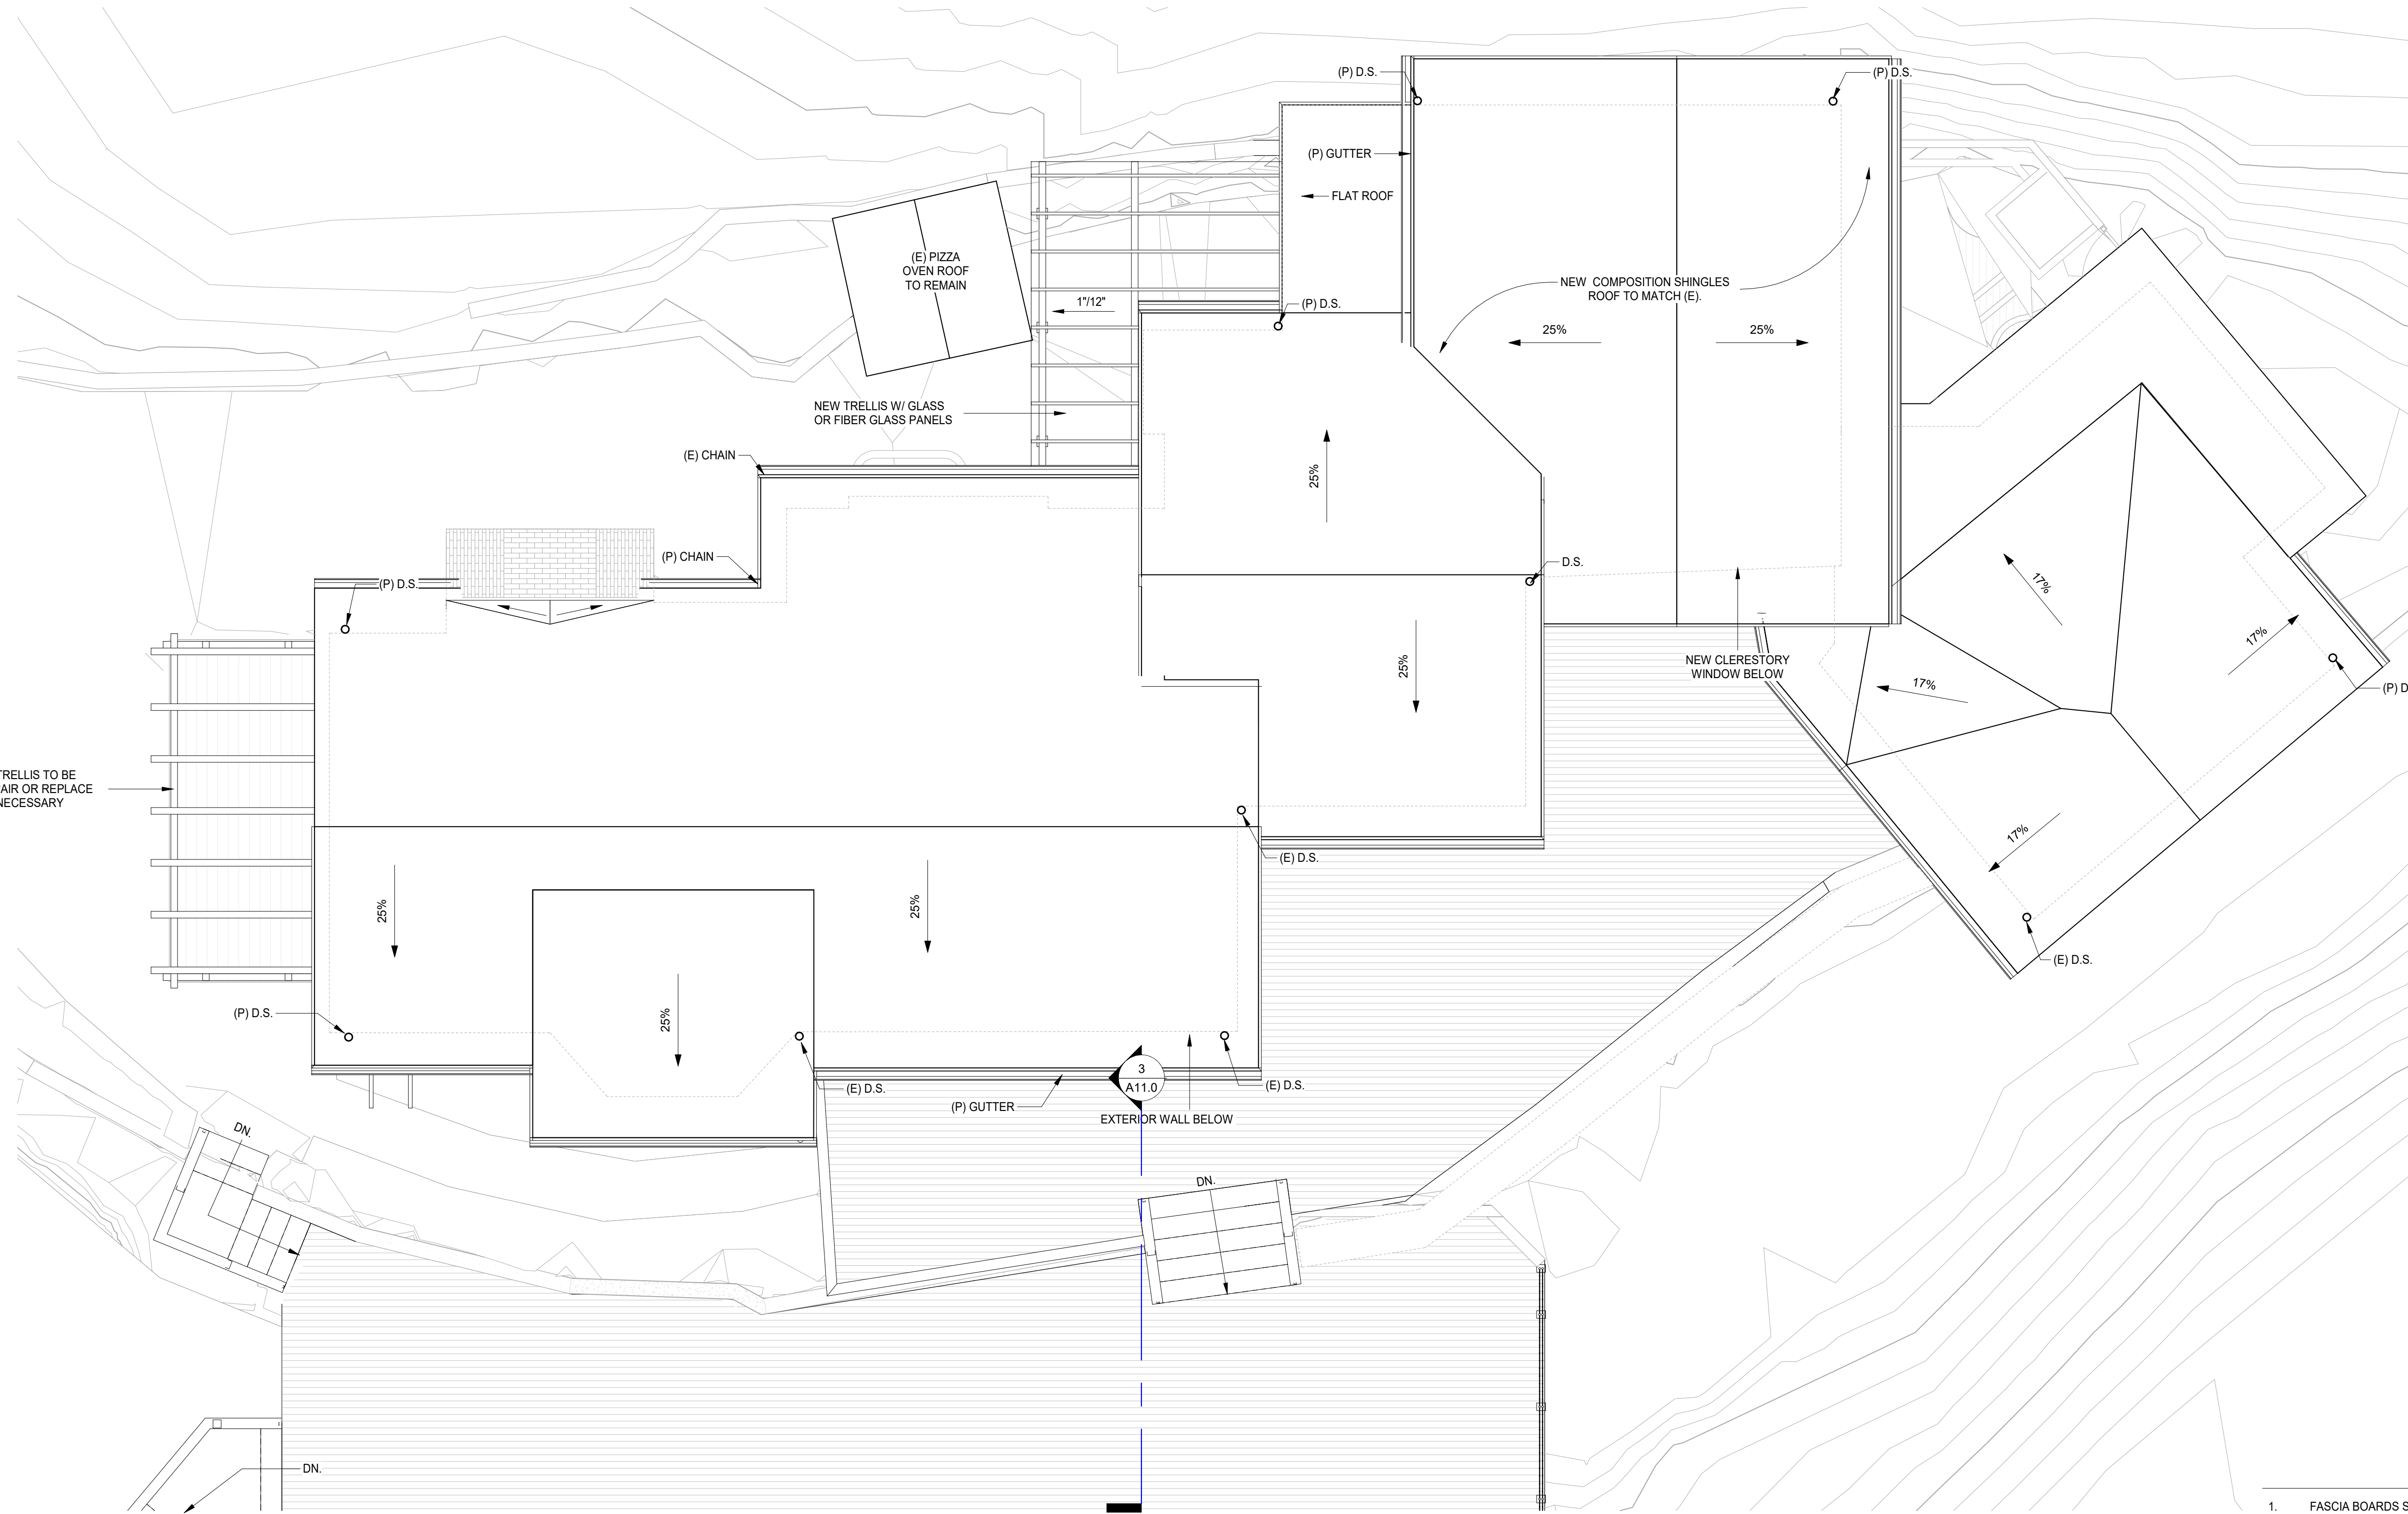 (P) D.S.
(P) D.S.
(P) GUTTER
FLAT ROOF
(E) PIZZA
OVEN ROOF
TO REMAIN
1"/12"
(P) D.S.
NEW COMPOSITION SHINGLES
ROOF TO MATCH (E).
25%
25%
NEW TRELLIS W/ GLASS
OR FIBER GLASS PANELS
(E) CHAIN
25%
(P) CHAIN
D.S.
(P) D.S.
17%
17%
25%
NEW CLERESTORY
WINDOW BELOW
17%
(P) D
TRELLIS TO BE
AIR OR REPLACE
NECESSARY
17%
(E) D.S.
25%
25%
(E) D.S.
(P) D.S.
25%
3
A11.0
(E) D.S.
(E) D.S.
(P) GUTTER
EXTERIOR WALL BELOW
DN.
DN.
DN.
1. FASCIA BOARDS S